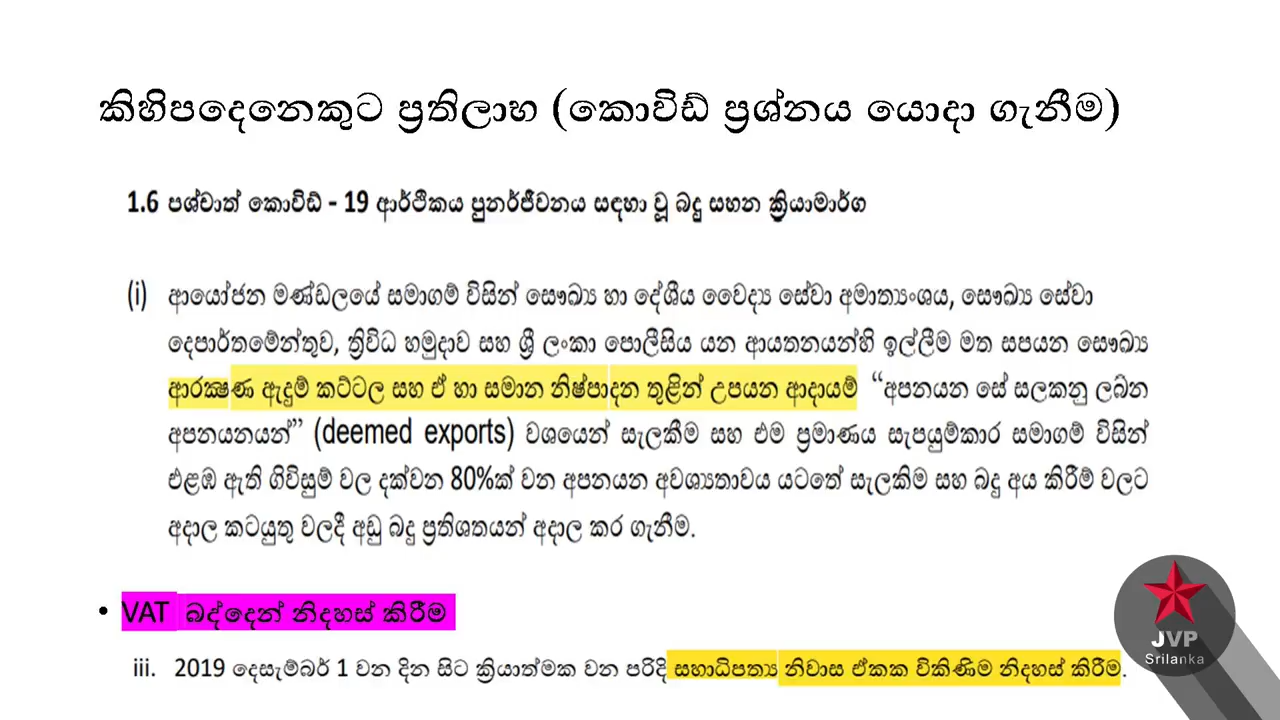 කිහිපදෙනෙකුට ප්‍රතිලාභ (කොවිඩ් ප්‍රශ්නය යොදා ගැනීම)
1.6 පශ්චාත් කොවිඩ් - 19 ආර්ථිකය පුනර්ජීවනය සඳහා වූ බදු සහන ක්‍රියාමාර්ග
(i) ආයෝජන මණ්ඩලයේ සමාගම් විසින් සෞඛ්‍ය හා දේශීය වෛද්‍ය සේවා අමාත්‍යංශය, සෞඛ්‍ය සේවා
දෙපාර්තමේන්තුව, ත්‍රිවිධ හමුදාව සහ ශ්‍රී ලංකා පොලීසිය යන ආයතනයන්හි ඉල්ලීම මත සපයන සෞඛ්‍ය
ආරක්ෂණ ඇදුම් කට්ටල සහ ඒ හා සමාන නිෂ්පාදන තුළින් උපයන ආදායම් “අපනයන සේ සලකනු ලබන
අපනයනයන්” (deemed exports) වශයෙන් සැලකීම සහ එම ප්‍රමාණය සැපයුම්කාර සමාගම් විසින්
එළඹ ඇති ගිවිසුම් වල දක්වන 80%ක් වන අපනයන අවශ්‍යතාවය යටතේ සැලකිම සහ බදු අය කිරීම් වලට
අදාල කටයුතු වලදී අඩු බදු ප්‍රතිශතයන් අදාල කර ගැනීම.
• VAT බද්දෙන් නිදහස් කිරීම
iii. 2019 දෙසැම්බර් 1 වන දින සිට ක්‍රියාත්මක වන පරිදි සහාධිපත්‍ය නිවාස ඒකක විකිණිම නිදහස් කිරීම.
JVP
Srilanka